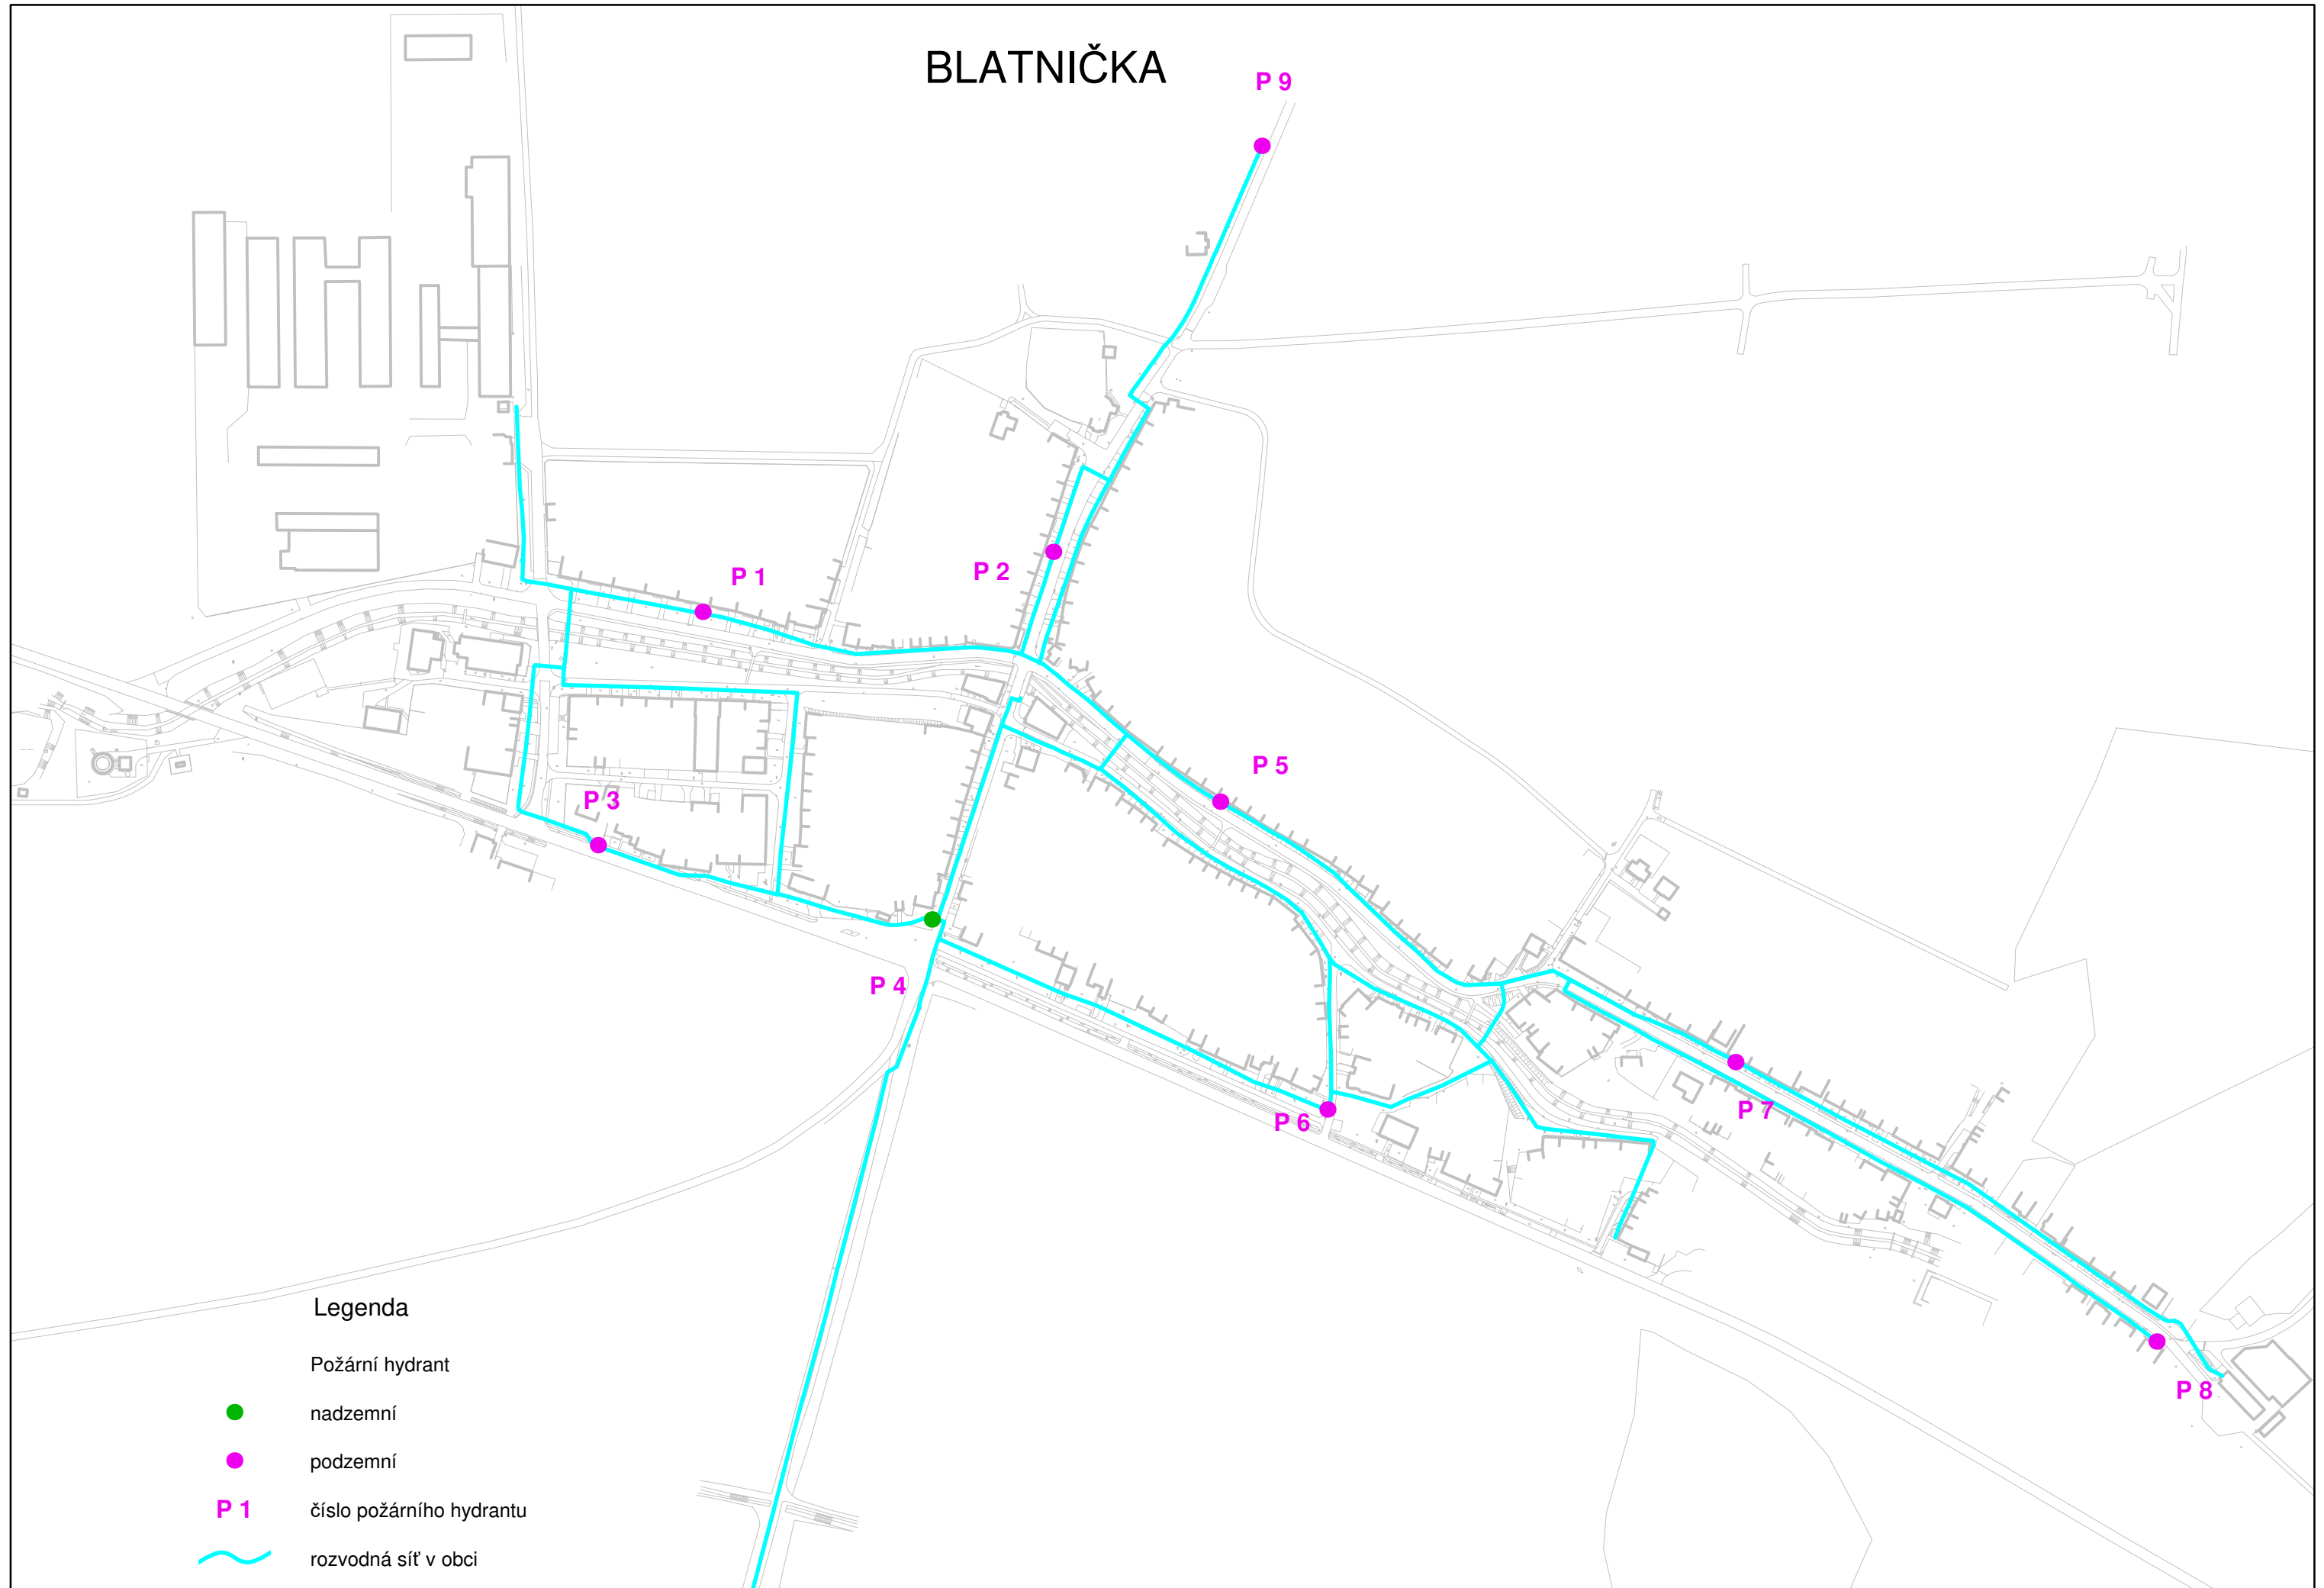 BLATNIČKA
P 9
P 1
P 2
P 5
P 3
P 4
P 6
P 7
P 8
Legenda
Požární hydrant
nadzemní
podzemní
P 1 číslo požárního hydrantu
rozvodná síť v obci